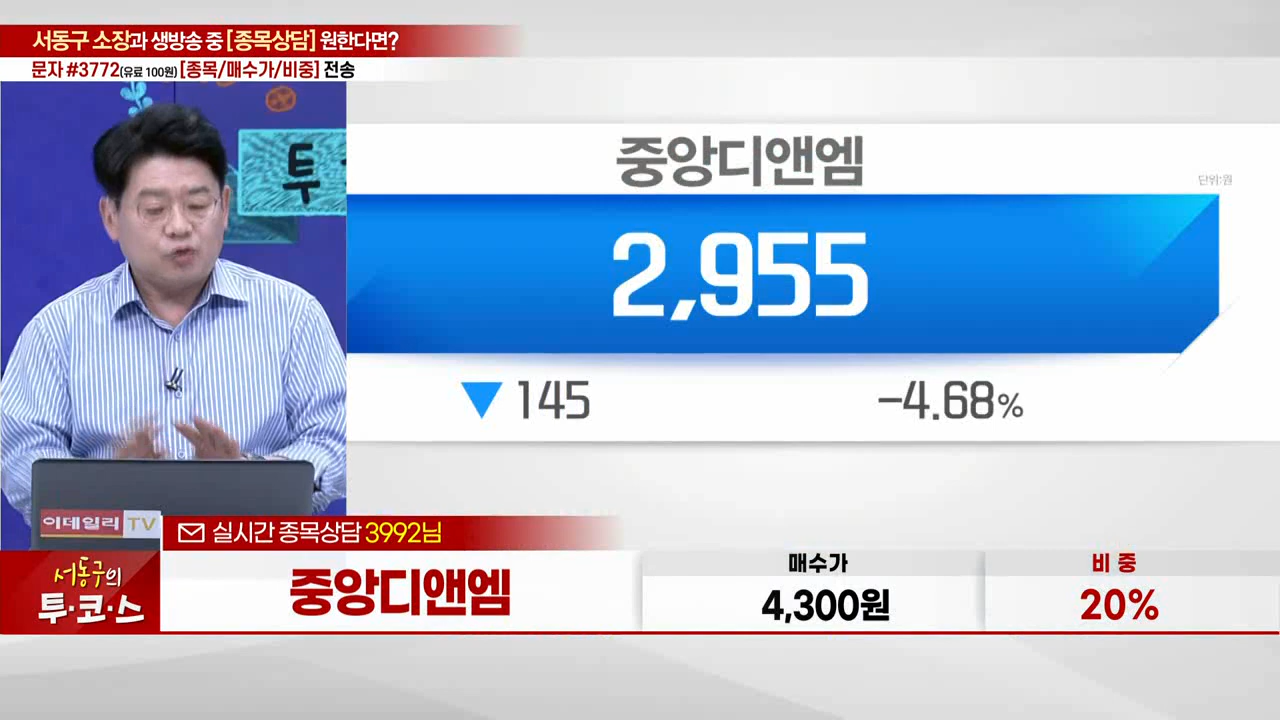 서동구 소장과 생방송 중 [종목상담] 원한다면?
문자 #3772(유료 100원) [종목/매수가/비중] 전송
투
중앙디앤엠
단위:원
2,955
▼ 145 -4.68%
이데일리 TV
실시간 종목상담 3992님
서동구의
투·코·스
중앙디앤엠
매수가
4,300원
비 중
20%